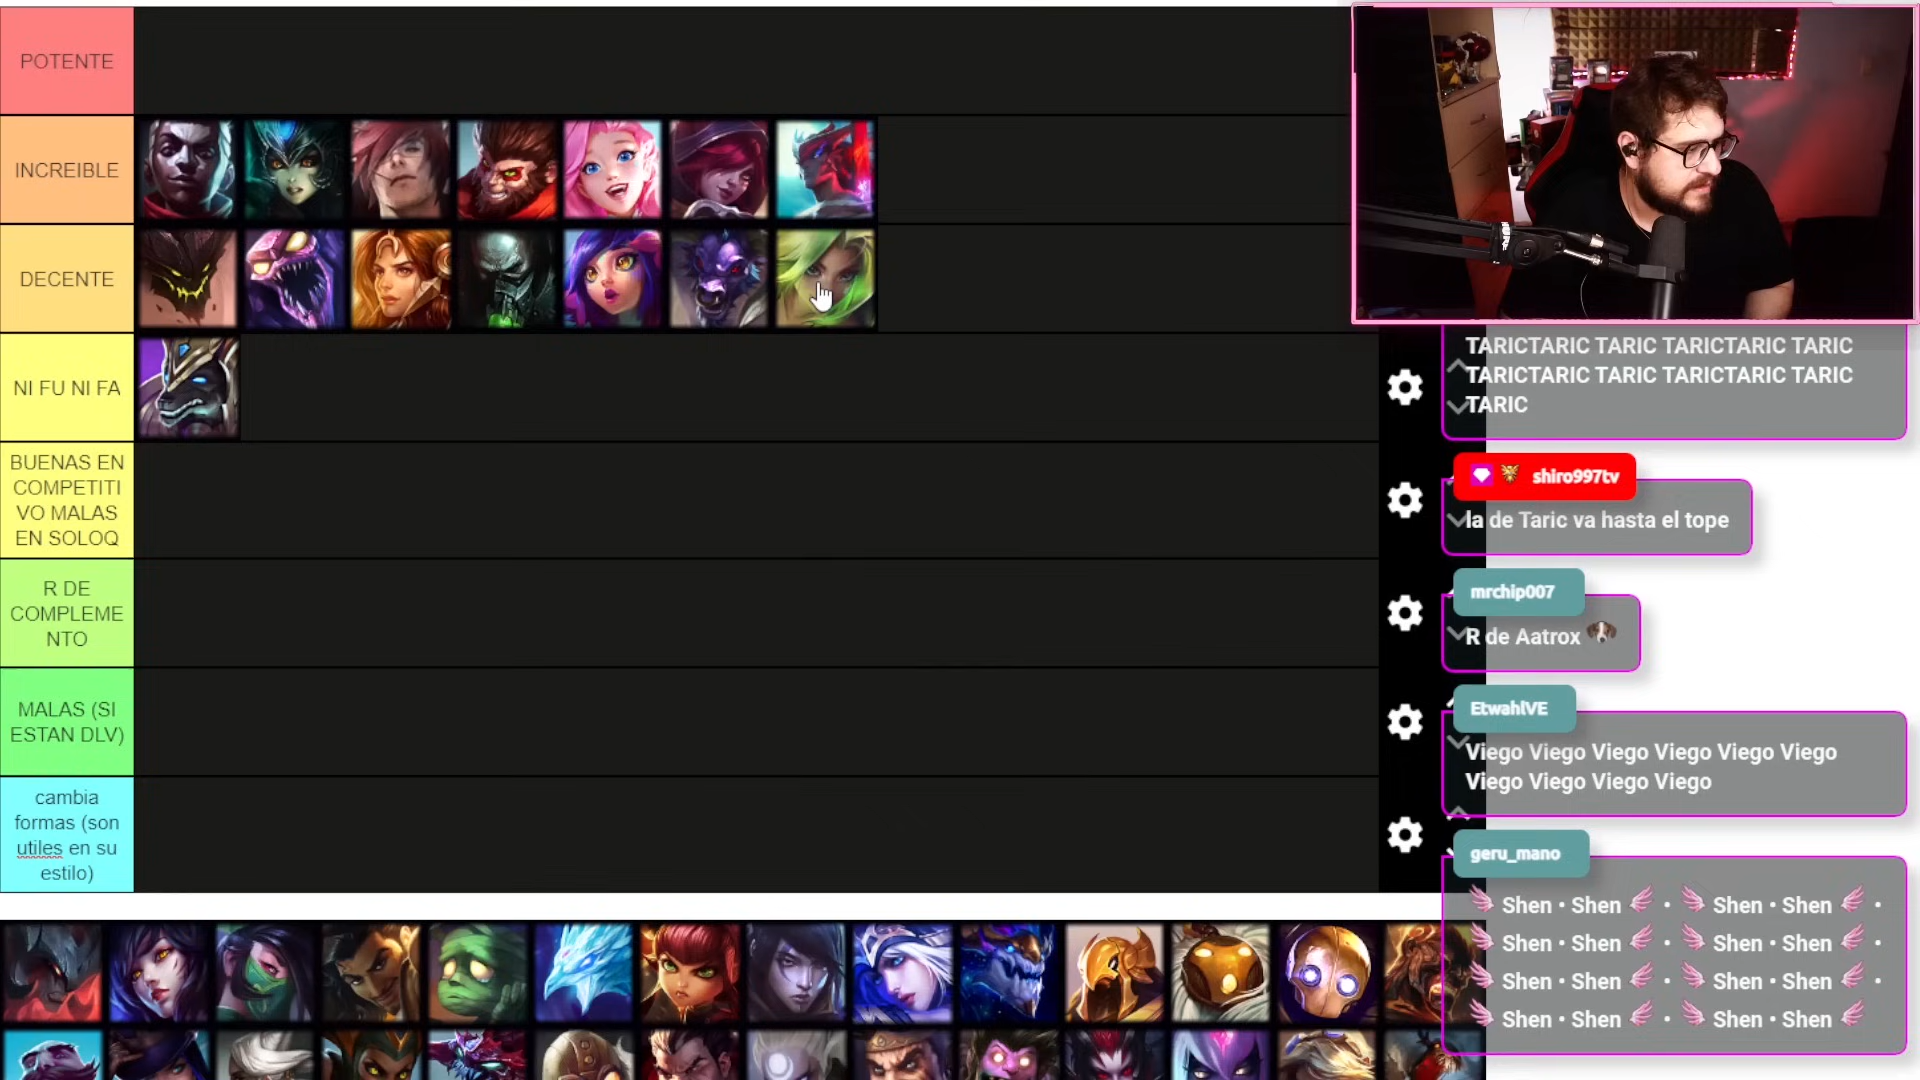 POTENTE
INCREIBLE
DECENTE
NI FU NI FA
BUENAS EN
COMPETITI
VO MALAS
EN SOLOQ
R DE
COMPLEME
NTO
MALAS (SI
ESTAN DLV)
cambia
formas (son
utiles en su
estilo)
TARICTARIC TARIC TARICTARIC TARIC
TARICTARIC TARIC TARICTARIC TARIC
TARIC
shiro997tv
la de Taric va hasta el tope
mrchip007
R de Aatrox
EtwahlVE
Viego Viego Viego Viego Viego Viego
Viego Viego Viego Viego
geru_mano
Shen • Shen • Shen • Shen •
Shen • Shen • Shen • Shen •
Shen • Shen • Shen • Shen •
Shen • Shen • Shen • Shen